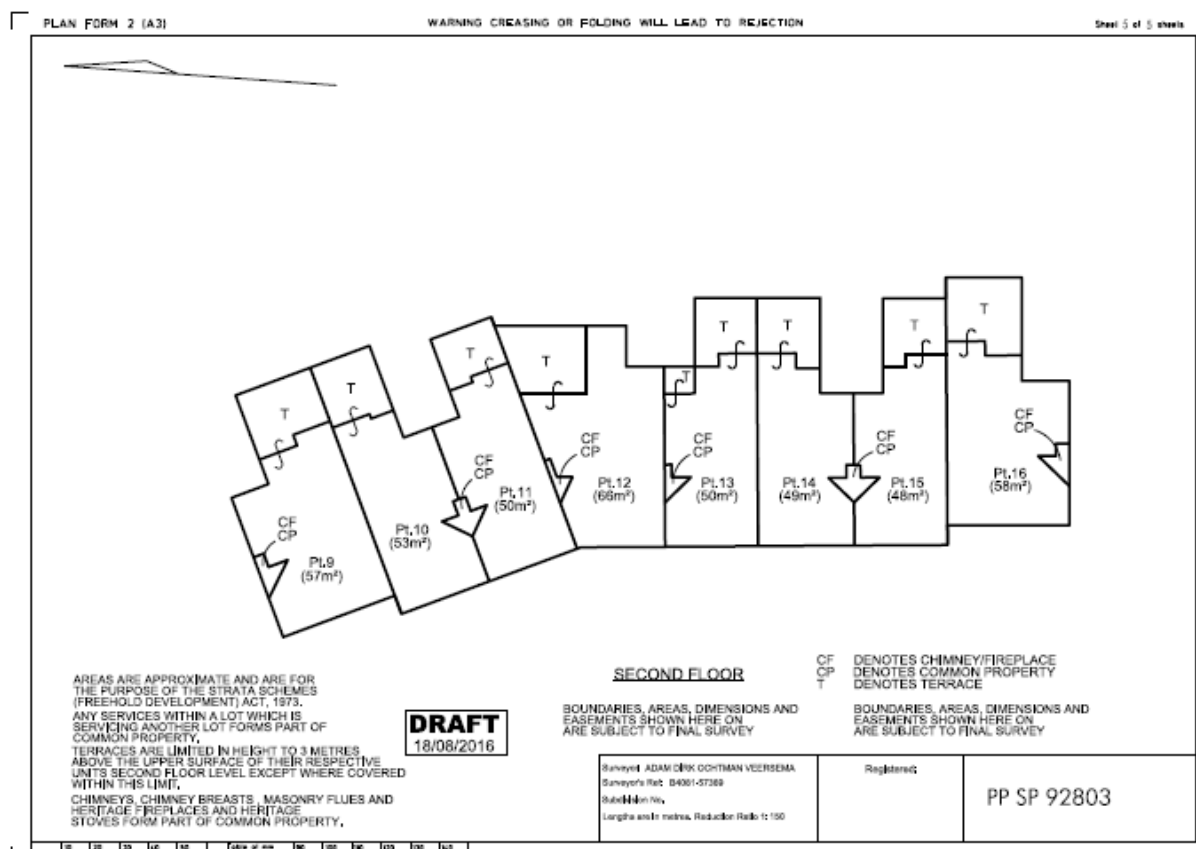 PLAN FORM 2 (A3)
WARNING CREASING OR FOLDING WILL LEAD TO REJECTION
Sheet 5 of 5 sheets
T
T
T
T
T
T
T
T
T
CF
CP
Pt.9
(57m²)
Pt.10
(53m²)
CF
CP
Pt.11
(50m²)
CF
CP
Pt.12
(66m²)
CF
CP
Pt.13
(50m²)
Pt.14
(49m²)
CF
CP
Pt.15
(48m²)
CF
CP
Pt.16
(58m²)
AREAS ARE APPROXIMATE AND ARE FOR
THE PURPOSE OF THE STRATA SCHEMES
(FREEHOLD DEVELOPMENT) ACT, 1973.
ANY SERVICES WITHIN A LOT WHICH IS
SERVICING ANOTHER LOT FORMS PART OF
COMMON PROPERTY.
TERRACES ARE LIMITED IN HEIGHT TO 3 METRES
ABOVE THE UPPER SURFACE OF THEIR RESPECTIVE
UNITS SECOND FLOOR LEVEL EXCEPT WHERE COVERED
WITHIN THIS LIMIT.
CHIMNEYS, CHIMNEY BREASTS , MASONRY FLUES AND
HERITAGE FIREPLACES AND HERITAGE
STOVES FORM PART OF COMMON PROPERTY.
DRAFT
18/08/2016
SECOND FLOOR
BOUNDARIES, AREAS, DIMENSIONS AND
EASEMENTS SHOWN HERE ON
ARE SUBJECT TO FINAL SURVEY
CF DENOTES CHIMNEY/FIREPLACE
CP DENOTES COMMON PROPERTY
T DENOTES TERRACE
BOUNDARIES, AREAS, DIMENSIONS AND
EASEMENTS SHOWN HERE ON
ARE SUBJECT TO FINAL SURVEY
Surveyor: ADAM DIRK OCHTMAN VEERSEMA
Surveyor's Ref:
Subdivision No.
Lengths are in metres. Reduction Ratio 1: 150
Registered:
PP SP 92803